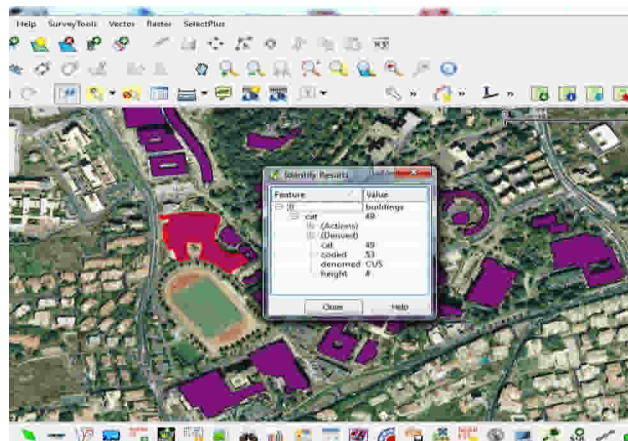 Help SurveyTools Vector Raster SelectPlus
Identify Results
Feature Value
buildings
cat 49
(Actions)
(Derived)
cat 49
coded 53
denomed CUS
height
Close Help